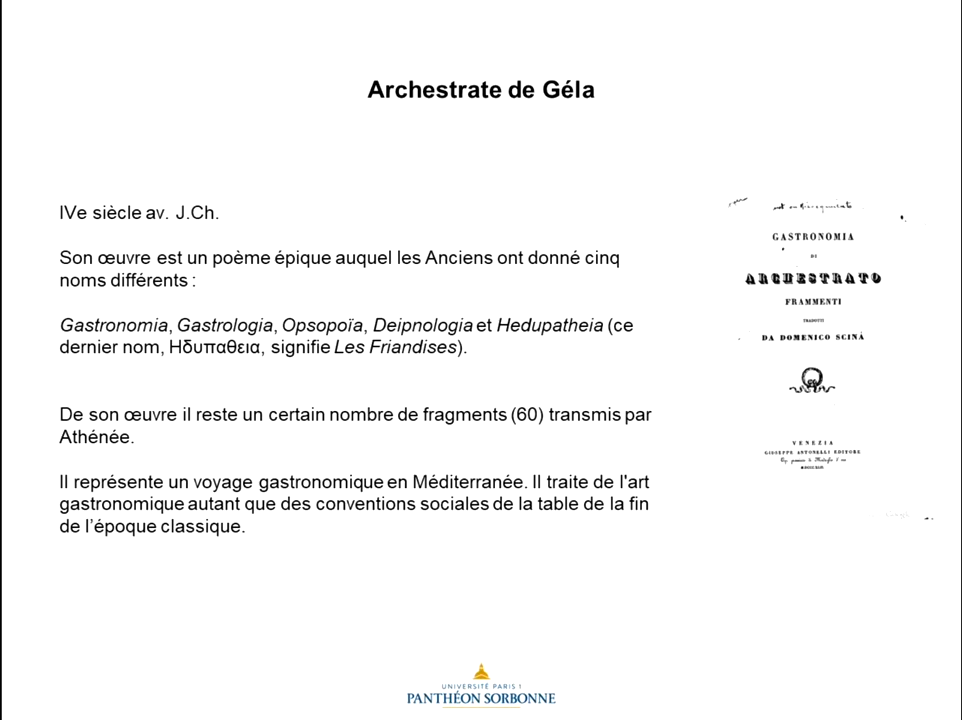 Archestrate de Géla
IVe siècle av. J.Ch.
Son œuvre est un poème épique auquel les Anciens ont donné cinq
noms différents :
Gastronomia, Gastrologia, Opsopoïa, Deipnologia et Hedupatheia (ce
dernier nom, Ηδυπαθεια, signifie Les Friandises).
De son œuvre il reste un certain nombre de fragments (60) transmis par
Athénée.
Il représente un voyage gastronomique en Méditerranée. Il traite de l'art
gastronomique autant que des conventions sociales de la table de la fin
de l’époque classique.
GASTRONOMIA
DI
ARCHESTRATO
FRAMMENTI
TRADOTTI
DA DOMENICO SCINÁ
VENEZIA
GIUSEPPE ANTONELLI EDITORE
UNIVERSITÉ PARIS 1
PANTHÉON SORBONNE